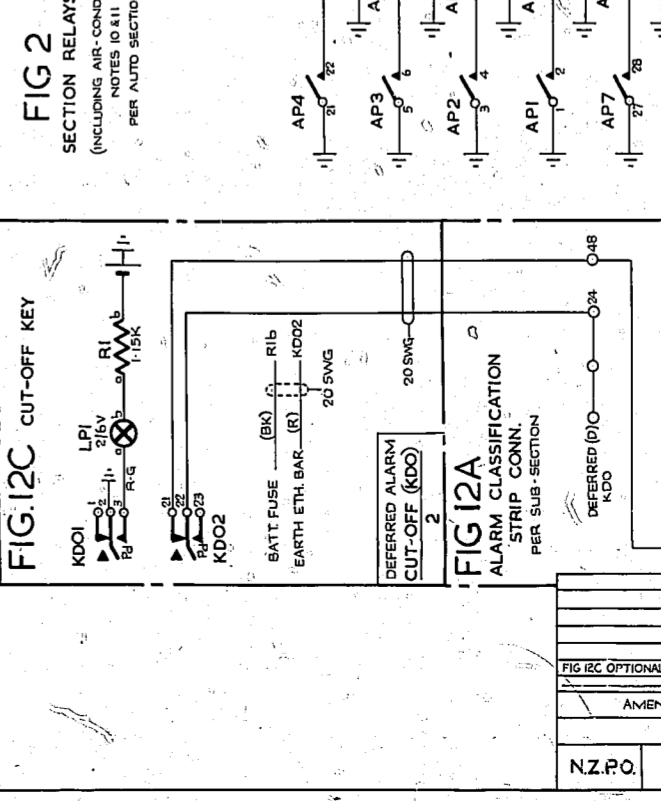 FIG 2
SECTION RELAYS
(INCLUDING AIR-COND
NOTES 10 & 11
PER AUTO SECTIO
AP4
21
22
AP3
5
6
AP2
3
4
AP1
1
2
AP7
27
28
FIG.12C CUT-OFF KEY
KDO1
1
2
3
Pd
R-G
LP1
2/6V
a
b
R1
1·15K
a
b
21
22
23
Pd
KDO2
BATT. FUSE (BK) R1b
EARTH ETH. BAR (R) KDO2
20 SWG
20 SWG
DEFERRED ALARM
CUT-OFF (KDO)
2
FIG 12A
ALARM CLASSIFICATION
STRIP CONN.
PER SUB-SECTION
DEFERRED (D)
KDO
24
48
FIG 12C OPTIONAL
AMEN
N.Z.P.O.